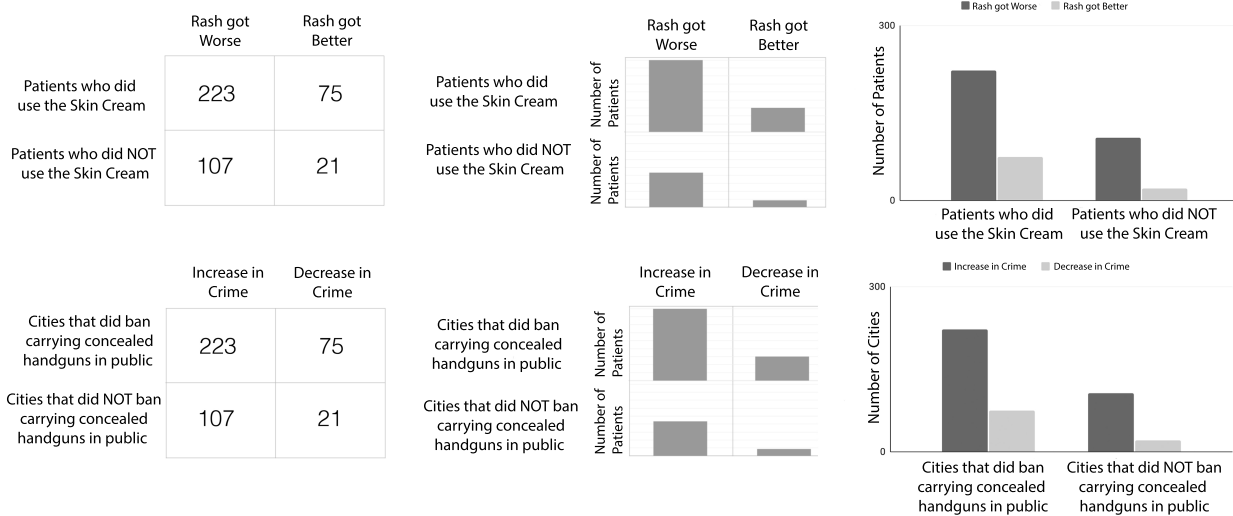 Rash got Worse
Rash got Better
Rash got
Worse
Rash got
Better
Patients who did
use the Skin Cream
223
75
Patients who did NOT
use the Skin Cream
107
21
Rash got
Worse
Rash got
Better
Patients who did
use the Skin Cream
Number of
Patients
Patients who did NOT
use the Skin Cream
Number of
Patients
300
Number of Patients
0
Patients who did
use the Skin Cream
Patients who did NOT
use the Skin Cream
Increase in
Crime
Decrease in
Crime
Cities that did ban
carrying concealed
handguns in public
223
75
Cities that did NOT ban
carrying concealed
handguns in public
107
21
Increase in
Crime
Decrease in
Crime
Cities that did ban
carrying concealed
handguns in public
Number of
Patients
Cities that did NOT ban
carrying concealed
handguns in public
Number of
Patients
Increase in Crime
Decrease in Crime
300
Number of Cities
0
Cities that did ban
carrying concealed
handguns in public
Cities that did NOT ban
carrying concealed
handguns in public